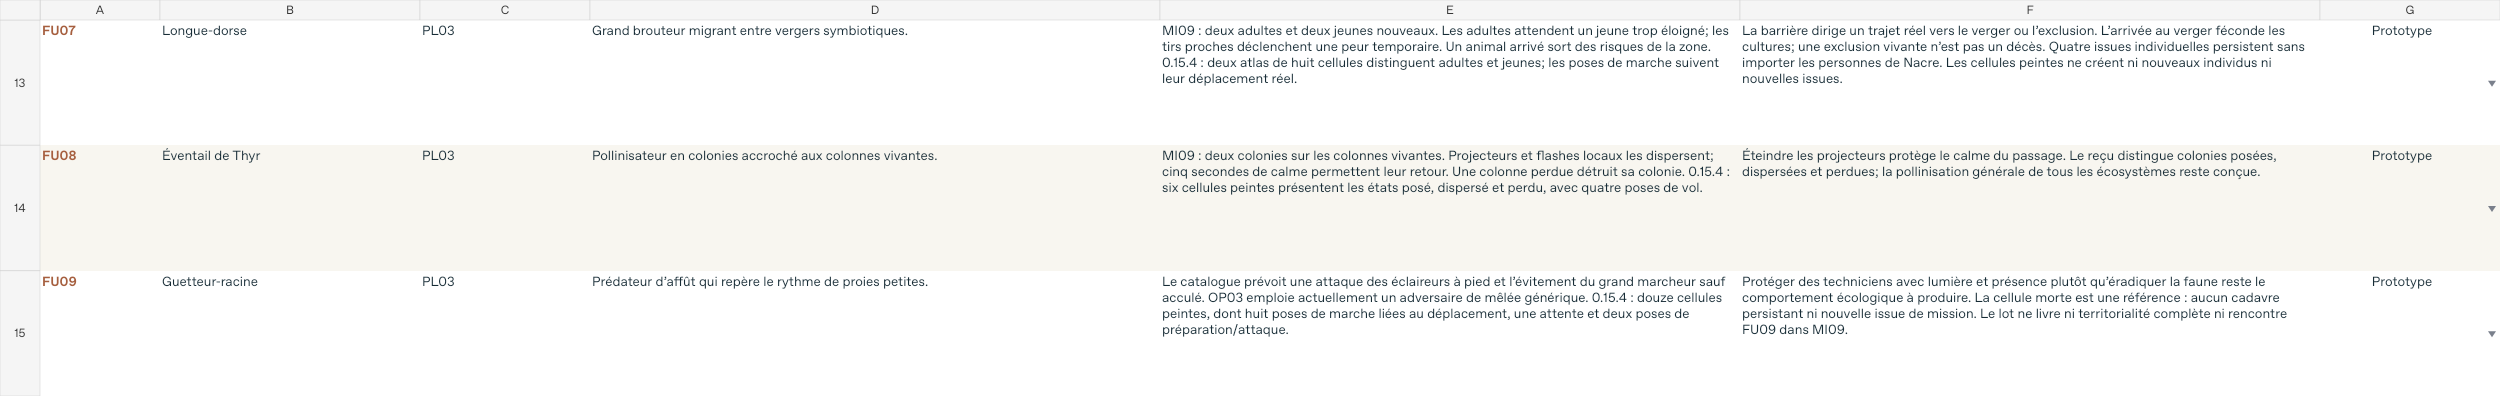 A B C D E F G
13
FU07
Longue-dorse
PL03
Grand brouteur migrant entre vergers symbiotiques.
MI09 : deux adultes et deux jeunes nouveaux. Les adultes attendent un jeune trop éloigné; les
tirs proches déclenchent une peur temporaire. Un animal arrivé sort des risques de la zone.
0.15.4 : deux atlas de huit cellules distinguent adultes et jeunes; les poses de marche suivent
leur déplacement réel.
La barrière dirige un trajet réel vers le verger ou l’exclusion. L’arrivée au verger féconde les
cultures; une exclusion vivante n’est pas un décès. Quatre issues individuelles persistent sans
importer les personnes de Nacre. Les cellules peintes ne créent ni nouveaux individus ni
nouvelles issues.
Prototype
14
FU08
Éventail de Thyr
PL03
Pollinisateur en colonies accroché aux colonnes vivantes.
MI09 : deux colonies sur les colonnes vivantes. Projecteurs et flashes locaux les dispersent;
cinq secondes de calme permettent leur retour. Une colonne perdue détruit sa colonie. 0.15.4 :
six cellules peintes présentent les états posé, dispersé et perdu, avec quatre poses de vol.
Éteindre les projecteurs protège le calme du passage. Le reçu distingue colonies posées,
dispersées et perdues; la pollinisation générale de tous les écosystèmes reste conçue.
Prototype
15
FU09
Guetteur-racine
PL03
Prédateur d’affût qui repère le rythme de proies petites.
Le catalogue prévoit une attaque des éclaireurs à pied et l’évitement du grand marcheur sauf
acculé. OP03 emploie actuellement un adversaire de mêlée générique. 0.15.4 : douze cellules
peintes, dont huit poses de marche liées au déplacement, une attente et deux poses de
préparation/attaque.
Protéger des techniciens avec lumière et présence plutôt qu’éradiquer la faune reste le
comportement écologique à produire. La cellule morte est une référence : aucun cadavre
persistant ni nouvelle issue de mission. Le lot ne livre ni territorialité complète ni rencontre
FU09 dans MI09.
Prototype